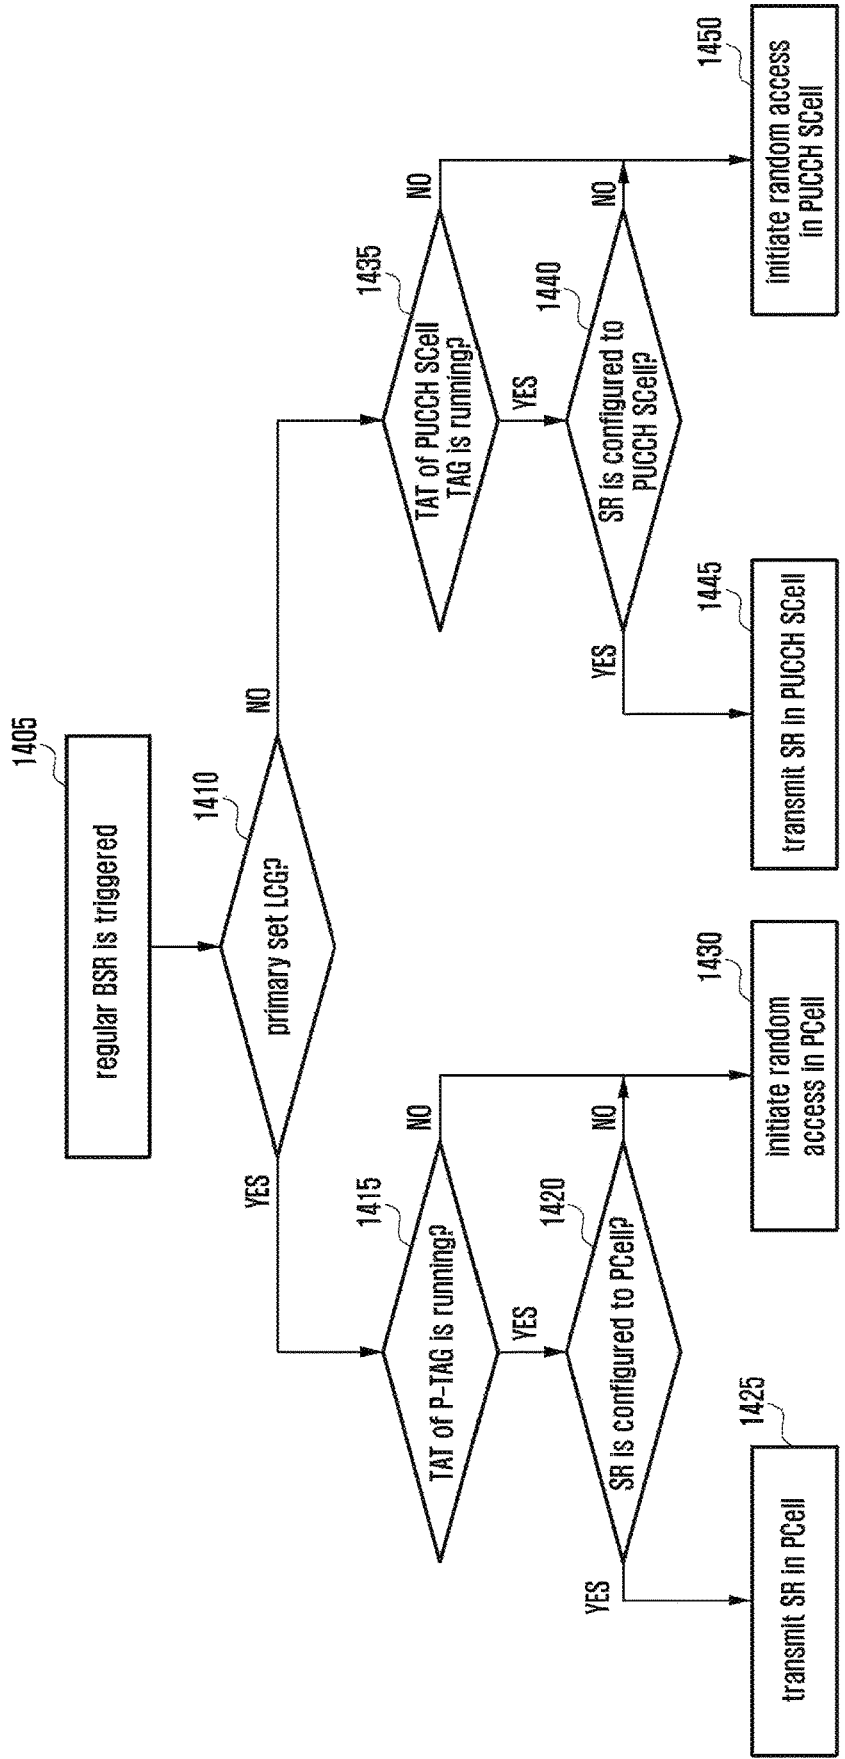 1405
regular BSR is triggered
1410
primary set LCG?
YES
NO
1415
TAT of P-TAG is running?
NO
YES
1435
TAT of PUCCH SCell
TAG is running?
NO
YES
1420
SR is configured to PCell?
YES
NO
1440
SR is configured to
PUCCH SCell?
YES
NO
1425
transmit SR in PCell
1430
initiate random
access in PCell
1445
transmit SR in PUCCH SCell
1450
initiate random access
in PUCCH SCell